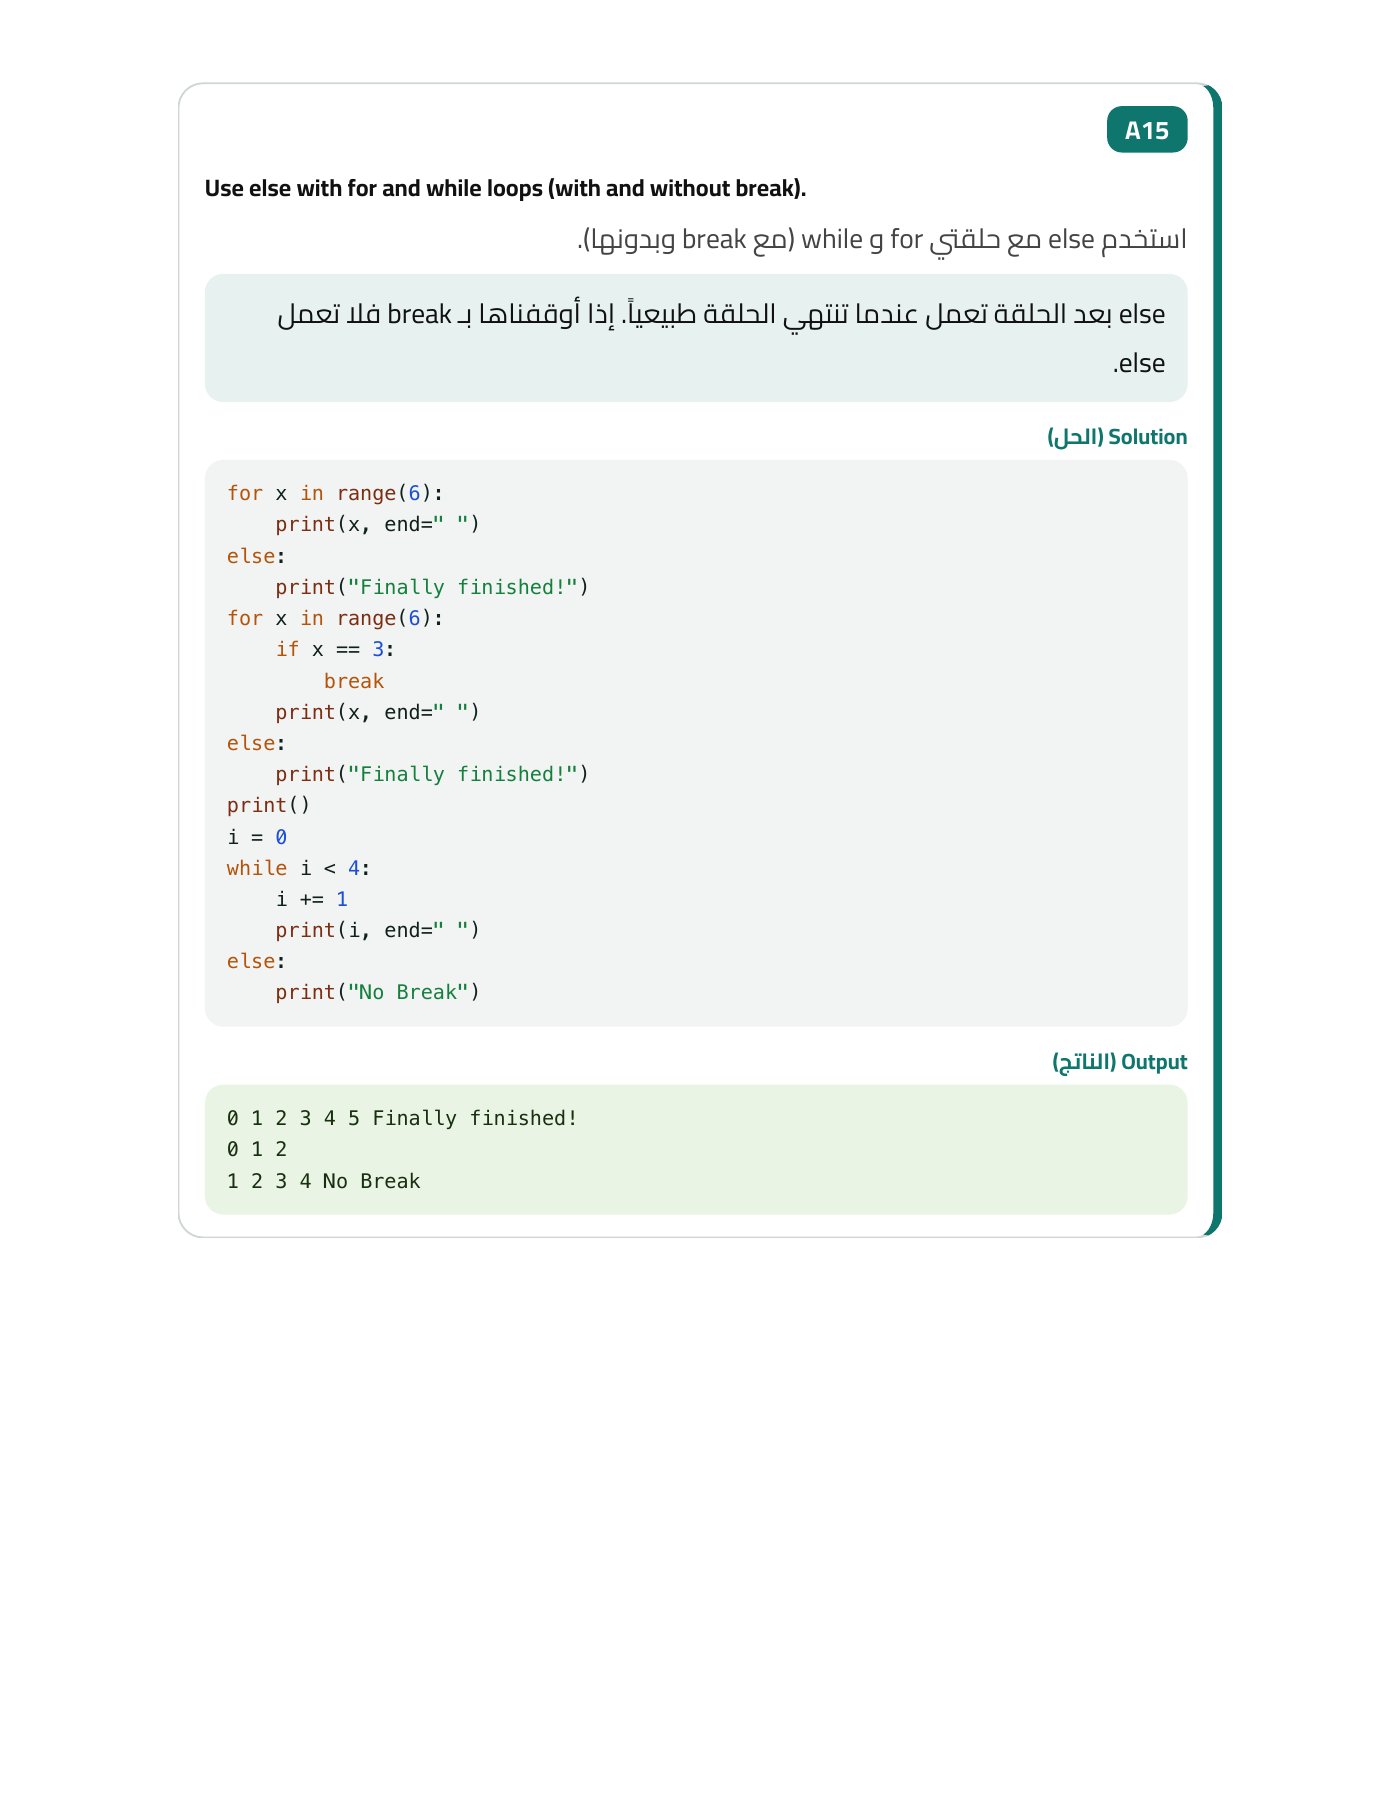 A15
Use else with for and while loops (with and without break).
استخدم else مع حلقتي for و while (مع break وبدونها).
else بعد الحلقة تعمل عندما تنتهي الحلقة طبيعياً. إذا أوقفناها بـ break فلا تعمل
else.
Solution (الحل)
for x in range(6):
    print(x, end=" ")
else:
    print("Finally finished!")
for x in range(6):
    if x == 3:
        break
    print(x, end=" ")
else:
    print("Finally finished!")
print()
i = 0
while i < 4:
    i += 1
    print(i, end=" ")
else:
    print("No Break")
Output (الناتج)
0 1 2 3 4 5 Finally finished!
0 1 2
1 2 3 4 No Break